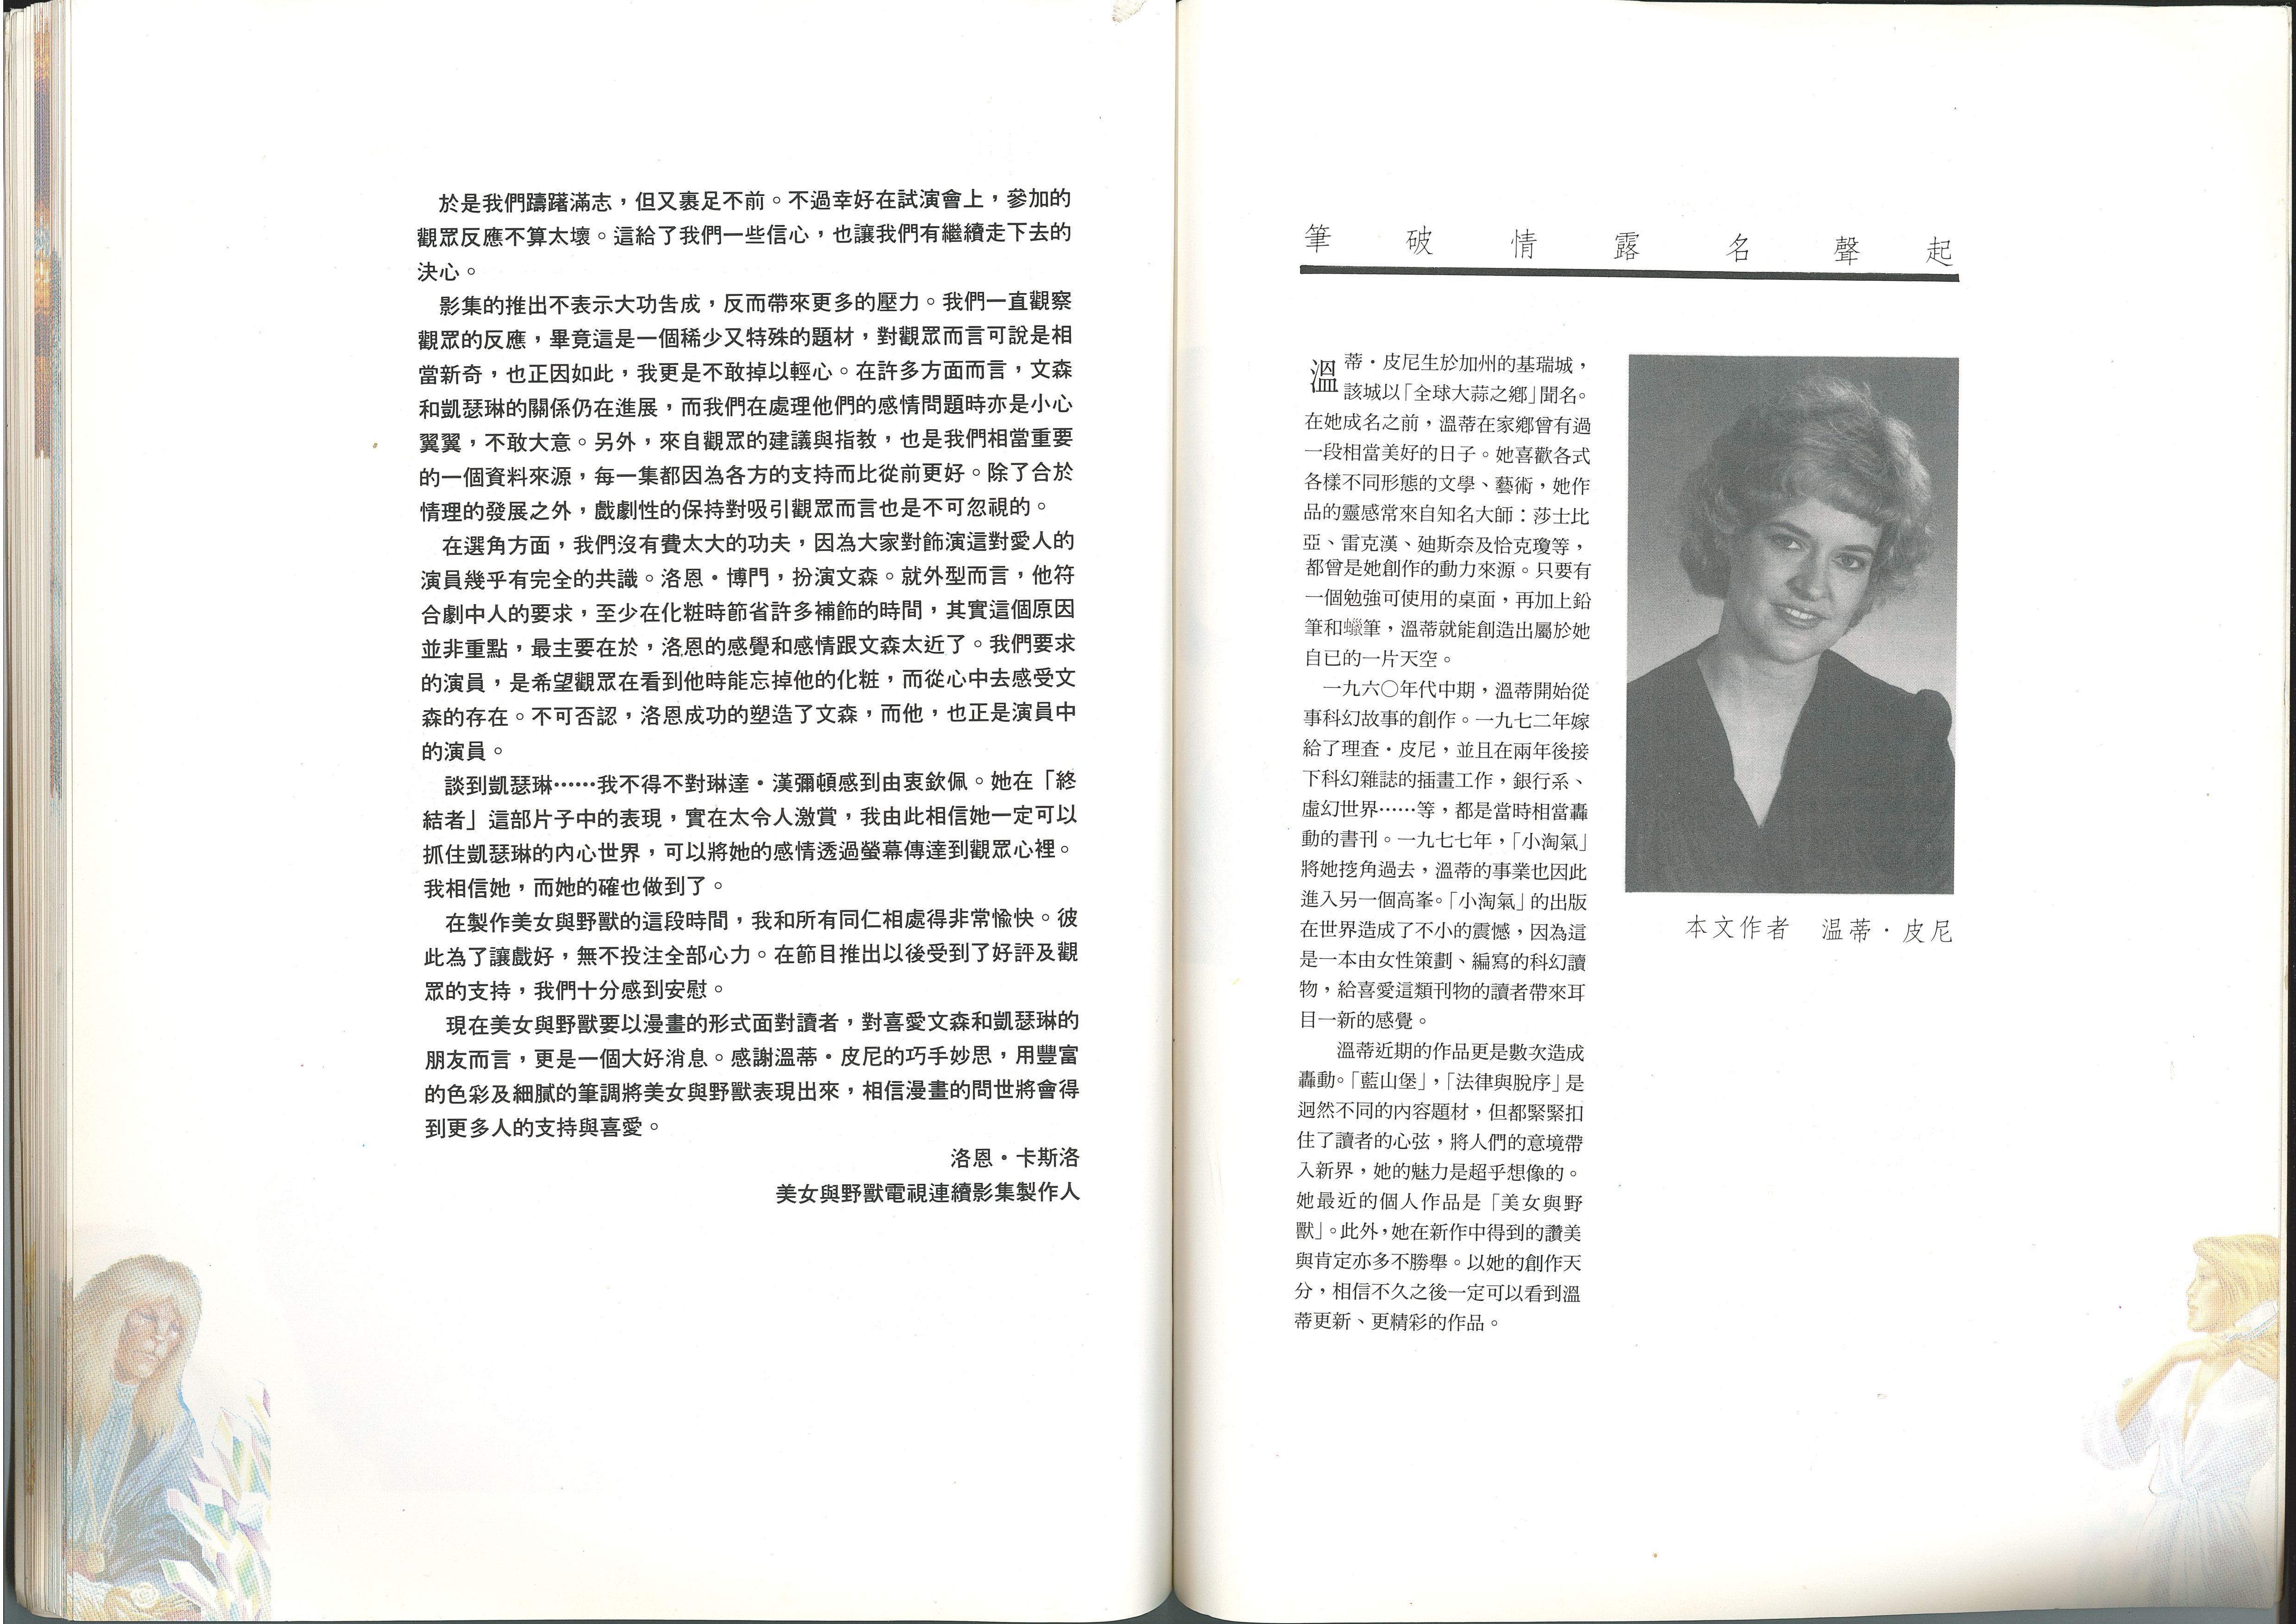 於是我們躊躇滿志，但又裹足不前。不過幸好在試演會上，參加的
觀眾反應不算太壞。這給了我們一些信心，也讓我們有繼續走下去的
決心。
影集的推出不表示大功告成，反而帶來更多的壓力。我們一直觀察
觀眾的反應，畢竟這是一個稀少又特殊的題材，對觀眾而言可說是相
當新奇，也正因如此，我更是不敢掉以輕心。在許多方面而言，文森
和凱瑟琳的關係仍在進展，而我們在處理他們的感情問題時亦是小心
翼翼，不敢大意。另外，來自觀眾的建議與指教，也是我們相當重要
的一個資料來源，每一集都因為各方的支持而比從前更好。除了合於
情理的發展之外，戲劇性的保持對吸引觀眾而言也是不可忽視的。
在選角方面，我們沒有費太大的功夫，因為大家對飾演這對愛人的
演員幾乎有完全的共識。洛恩・博門，扮演文森。就外型而言，他符
合劇中人的要求，至少在化粧時節省許多補飾的時間，其實這個原因
並非重點，最主要在於，洛恩的感覺和感情跟文森太近了。我們要求
的演員，是希望觀眾在看到他時能忘掉他的化粧，而從心中去感受文
森的存在。不可否認，洛恩成功的塑造了文森，而他，也正是演員中
的演員。
談到凱瑟琳……我不得不對琳達・漢彌頓感到由衷欽佩。她在「終
結者」這部片子中的表現，實在太令人激賞，我由此相信她一定可以
抓住凱瑟琳的內心世界，可以將她的感情透過螢幕傳達到觀眾心裡。
我相信她，而她的確也做到了。
在製作美女與野獸的這段時間，我和所有同仁相處得非常愉快。彼
此為了讓戲好，無不投注全部心力。在節目推出以後受到了好評及觀
眾的支持，我們十分感到安慰。
現在美女與野獸要以漫畫的形式面對讀者，對喜愛文森和凱瑟琳的
朋友而言，更是一個大好消息。感謝溫蒂・皮尼的巧手妙思，用豐富
的色彩及細膩的筆調將美女與野獸表現出來，相信漫畫的問世將會得
到更多人的支持與喜愛。
洛恩・卡斯洛
美女與野獸電視連續影集製作人
筆破情露名聲起
溫蒂・皮尼生於加州的基瑞城，
該城以「全球大蒜之鄉」聞名。
在她成名之前，溫蒂在家鄉曾有過
一段相當美好的日子。她喜歡各式
各樣不同形態的文學、藝術，她作
品的靈感常來自知名大師：莎士比
亞、雷克漢、廸斯奈及恰克瓊等，
都曾是她創作的動力來源。只要有
一個勉強可使用的桌面，再加上鉛
筆和蠟筆，溫蒂就能創造出屬於她
自已的一片天空。
一九六〇年代中期，溫蒂開始從
事科幻故事的創作。一九七二年嫁
給了理查・皮尼，並且在兩年後接
下科幻雜誌的插畫工作，銀行系、
虛幻世界……等，都是當時相當轟
動的書刊。一九七七年，「小淘氣」
將她挖角過去，溫蒂的事業也因此
進入另一個高峯。「小淘氣」的出版
在世界造成了不小的震憾，因為這
是一本由女性策劃、編寫的科幻讀
物，給喜愛這類刊物的讀者帶來耳
目一新的感覺。
溫蒂近期的作品更是數次造成
轟動。「藍山堡」，「法律與脫序」是
迥然不同的內容題材，但都緊緊扣
住了讀者的心弦，將人們的意境帶
入新界，她的魅力是超乎想像的。
她最近的個人作品是「美女與野
獸」。此外，她在新作中得到的讚美
與肯定亦多不勝舉。以她的創作天
分，相信不久之後一定可以看到溫
蒂更新、更精彩的作品。
本文作者　溫蒂・皮尼